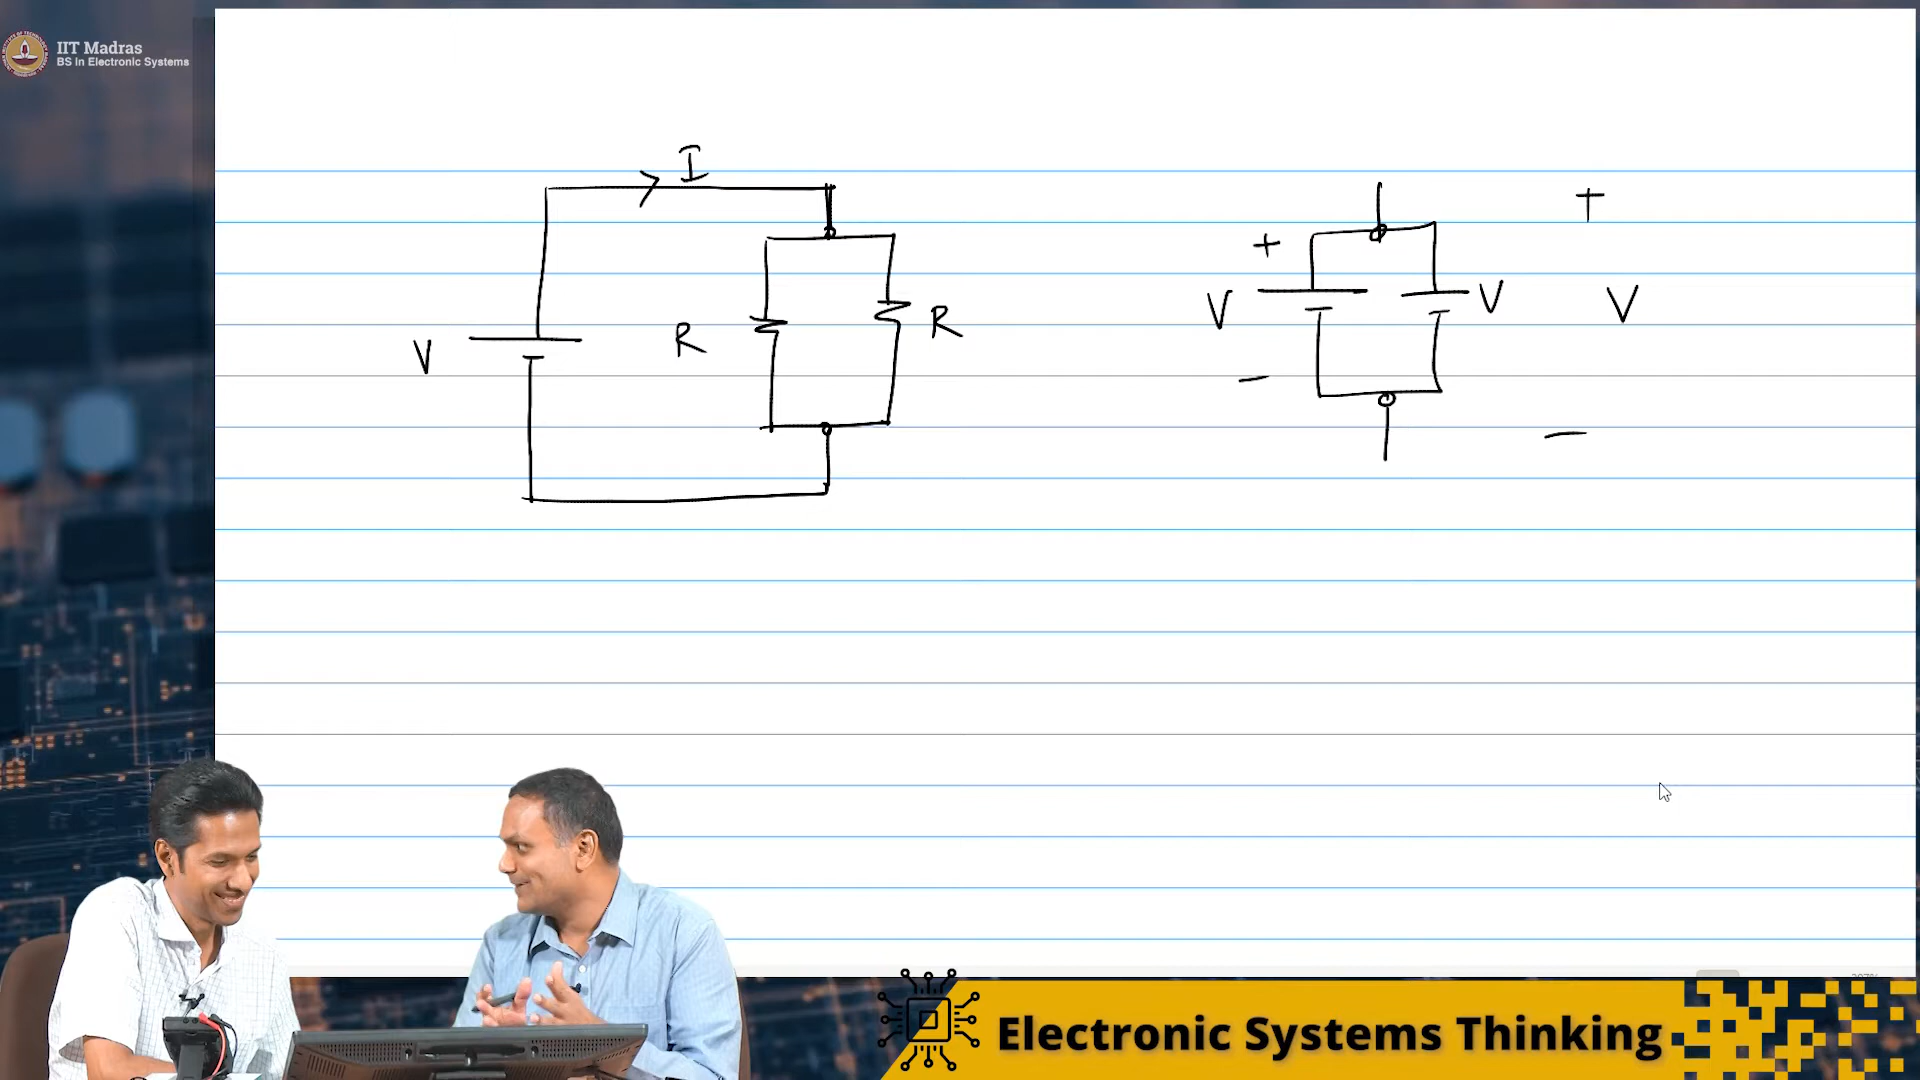 IIT Madras
BS in Electronic Systems
I
+
+
V
R
R
V
V
V
-
-
Electronic Systems Thinking